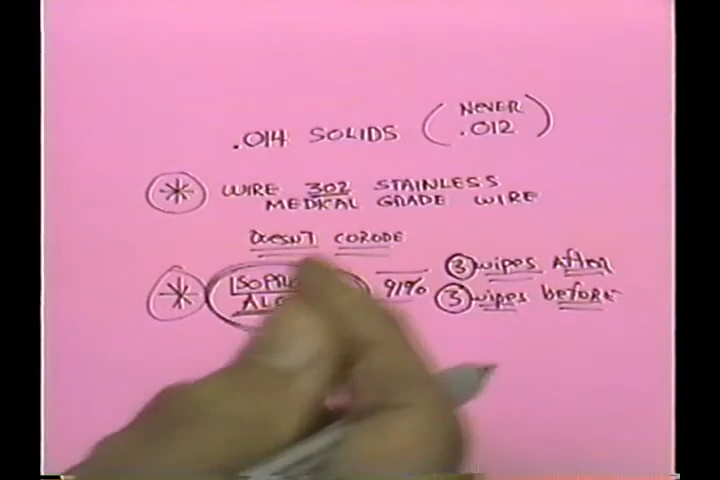 NEVER
.014 SOLIDS ( .012 )
* WIRE 302 STAINLESS
MEDICAL GRADE WIRE
DOESN'T CORODE
* 91% ③ wipes After
③ wipes before